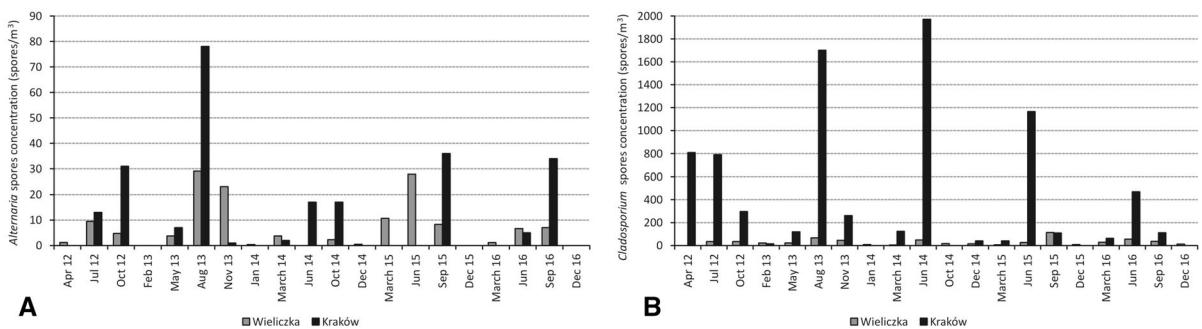 Alternaria spores concentration (spores/m³)
90
80
70
60
50
40
30
20
10
0
Apr 12
Jul 12
Oct 12
Feb 13
May 13
Aug 13
Nov 13
Jan 14
March 14
Jun 14
Oct 14
Dec 14
March 15
Jun 15
Sep 15
Dec 15
March 16
Jun 16
Sep 16
Dec 16
A
Wieliczka Kraków
Cladosporium spores concentration (spores/m³)
2000
1800
1600
1400
1200
1000
800
600
400
200
0
Apr 12
Jul 12
Oct 12
Feb 13
May 13
Aug 13
Nov 13
Jan 14
March 14
Jun 14
Oct 14
Dec 14
March 15
Jun 15
Sep 15
Dec 15
March 16
Jun 16
Sep 16
Dec 16
B
Wieliczka Kraków